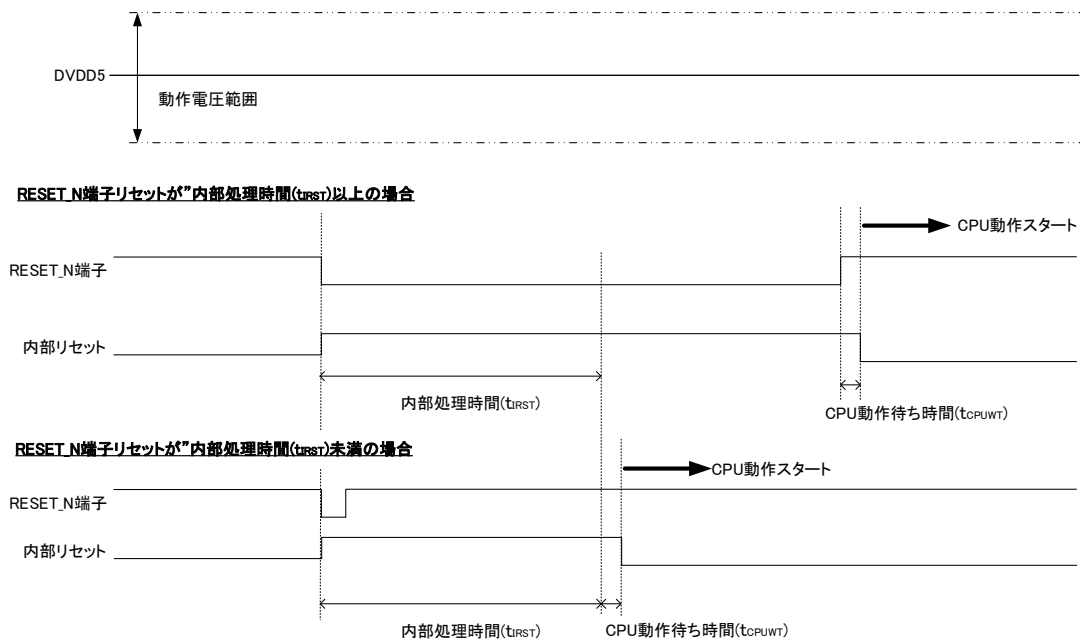 DVDD5
動作電圧範囲
RESET_N端子リセットが”内部処理時間(tIRST)以上の場合
CPU動作スタート
RESET_N端子
内部リセット
内部処理時間(tIRST)
CPU動作待ち時間(tCPUWT)
RESET_N端子リセットが”内部処理時間(tIRST)未満の場合
CPU動作スタート
RESET_N端子
内部リセット
内部処理時間(tIRST)
CPU動作待ち時間(tCPUWT)